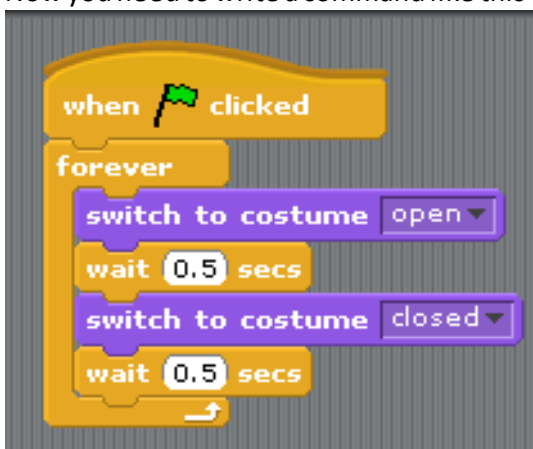 when clicked
forever
switch to costume open
wait 0.5 secs
switch to costume closed
wait 0.5 secs